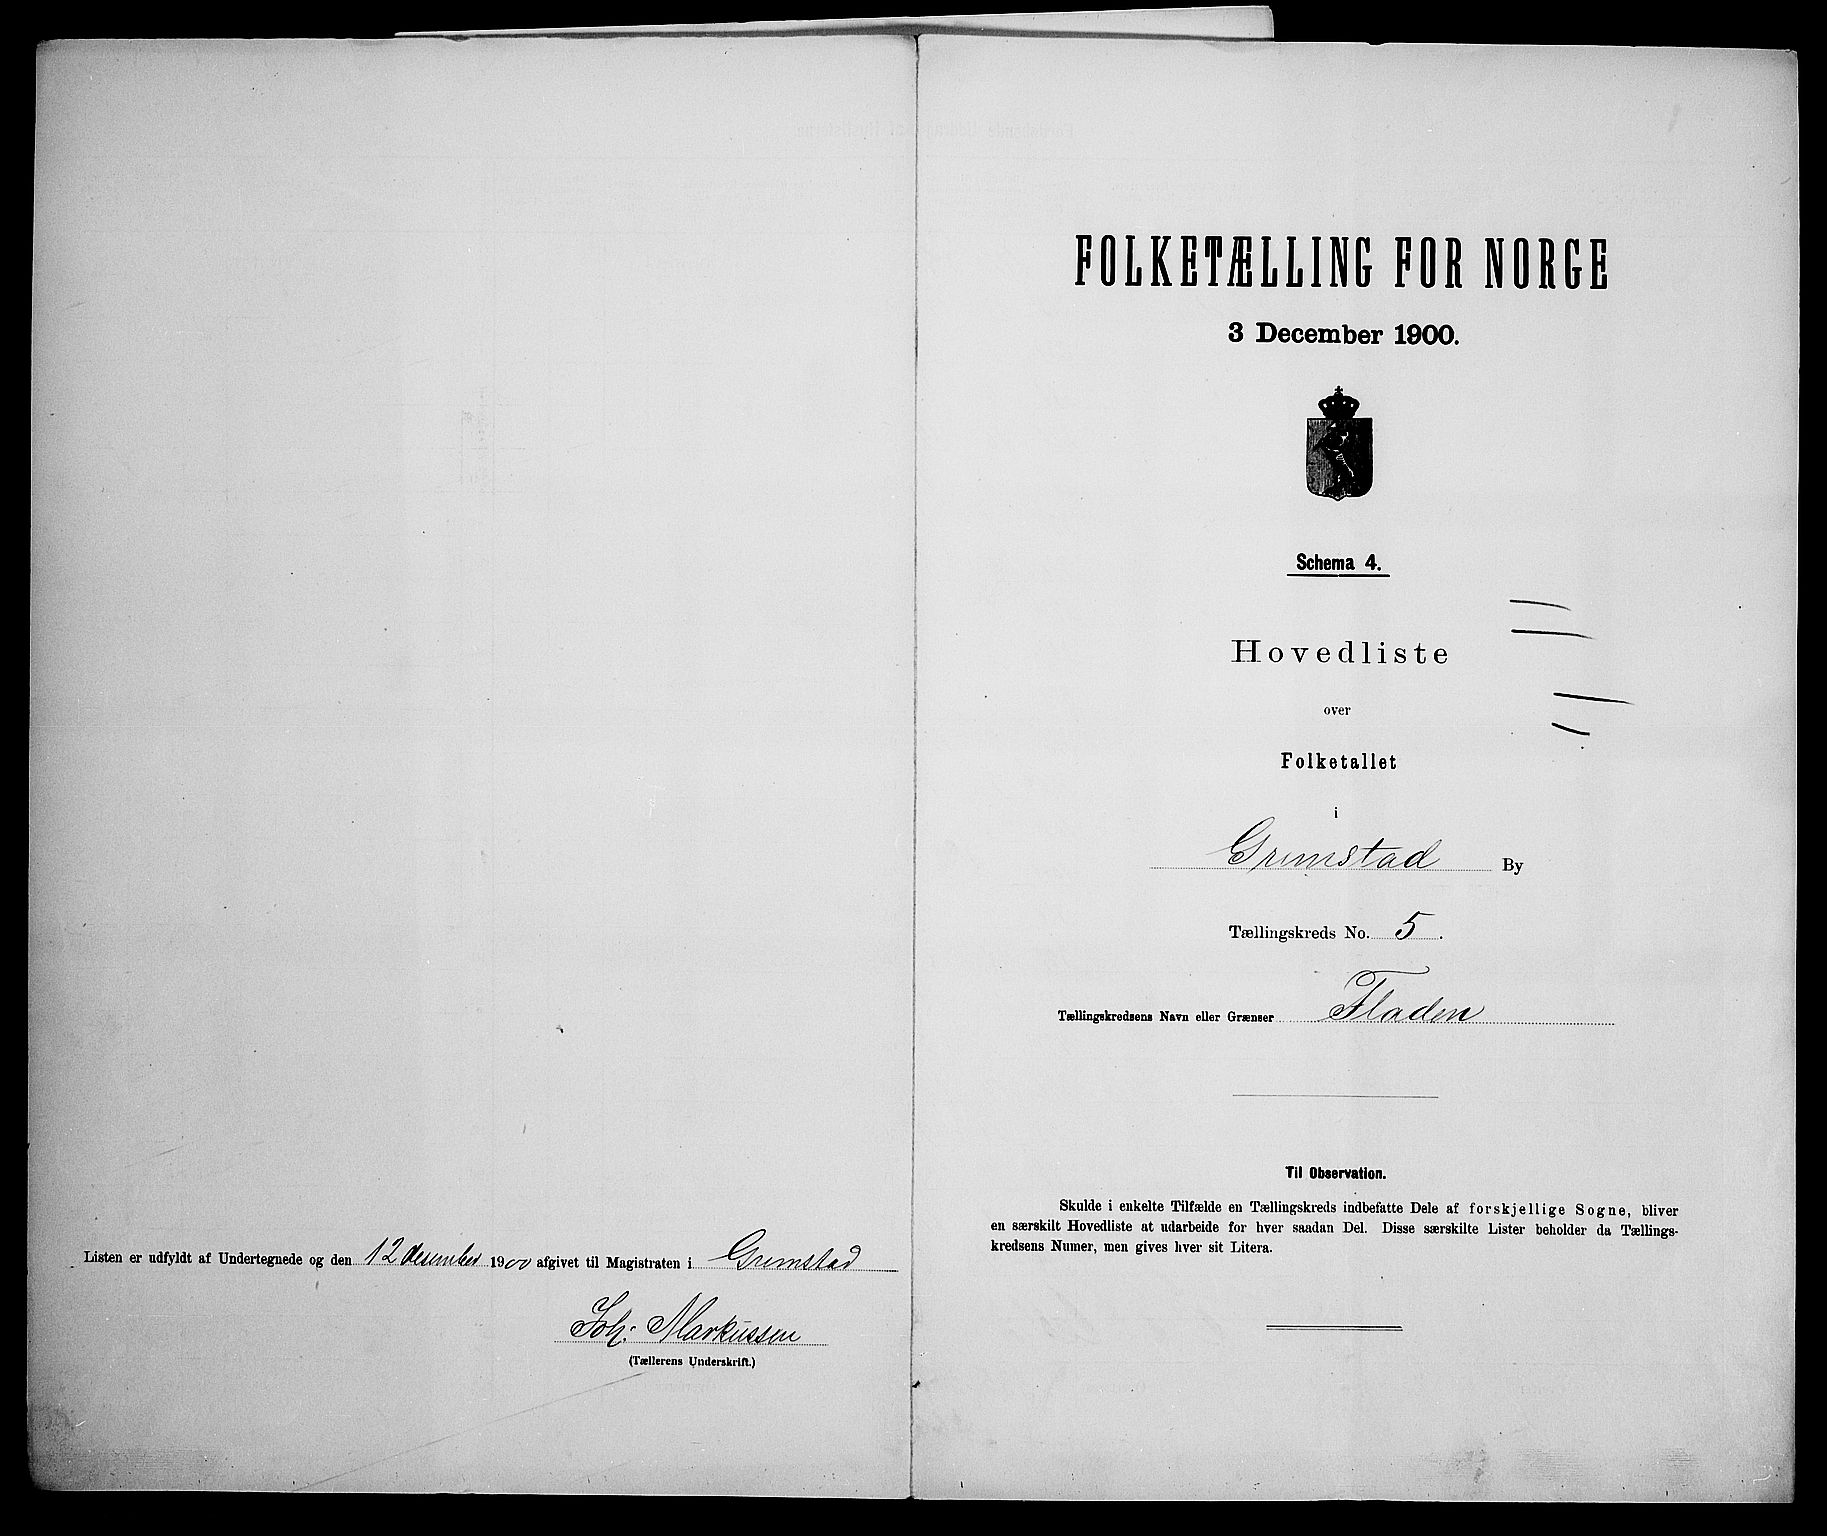 Listen er udfyldt af Undertegnede og den 12 desember 1900 afgivet til Magistraten i Grimstad
Joh. Markussen
(Tællerens Underskrift.)
FOLKETÆLLING FOR NORGE
3 December 1900.
Schema 4.
Hovedliste
over
Folketallet
i
Grimstad By
Tællingskreds No. 5.
Tællingskredsens Navn eller Grænser Fladen
Til Observation.
Skulde i enkelte Tilfælde en Tællingskreds indbefatte Dele af forskjellige Sogne, bliver
en særskilt Hovedliste at udarbeide for hver saadan Del. Disse særskilte Lister beholder da Tællings-
kredsens Numer, men gives hver sit Litera.